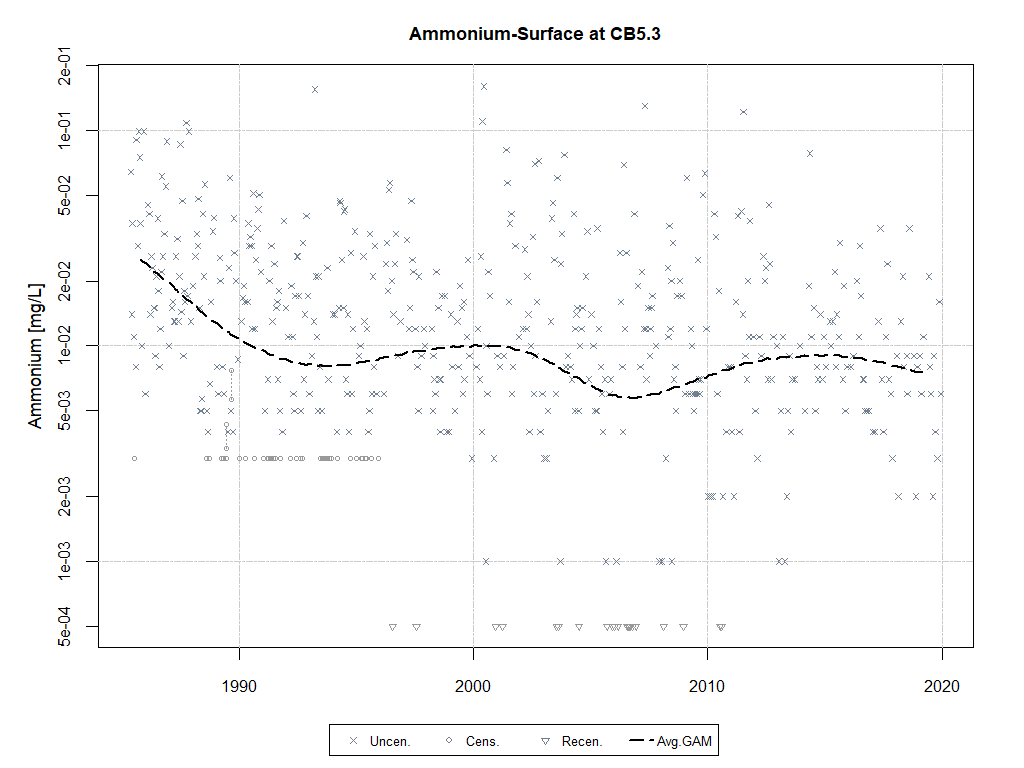 Ammonium-Surface at CB5.3
Ammonium [mg/L]
2e-01
1e-01
5e-02
2e-02
1e-02
5e-03
2e-03
1e-03
5e-04
1990 2000 2010 2020
Uncen. Cens. Recen. Avg.GAM